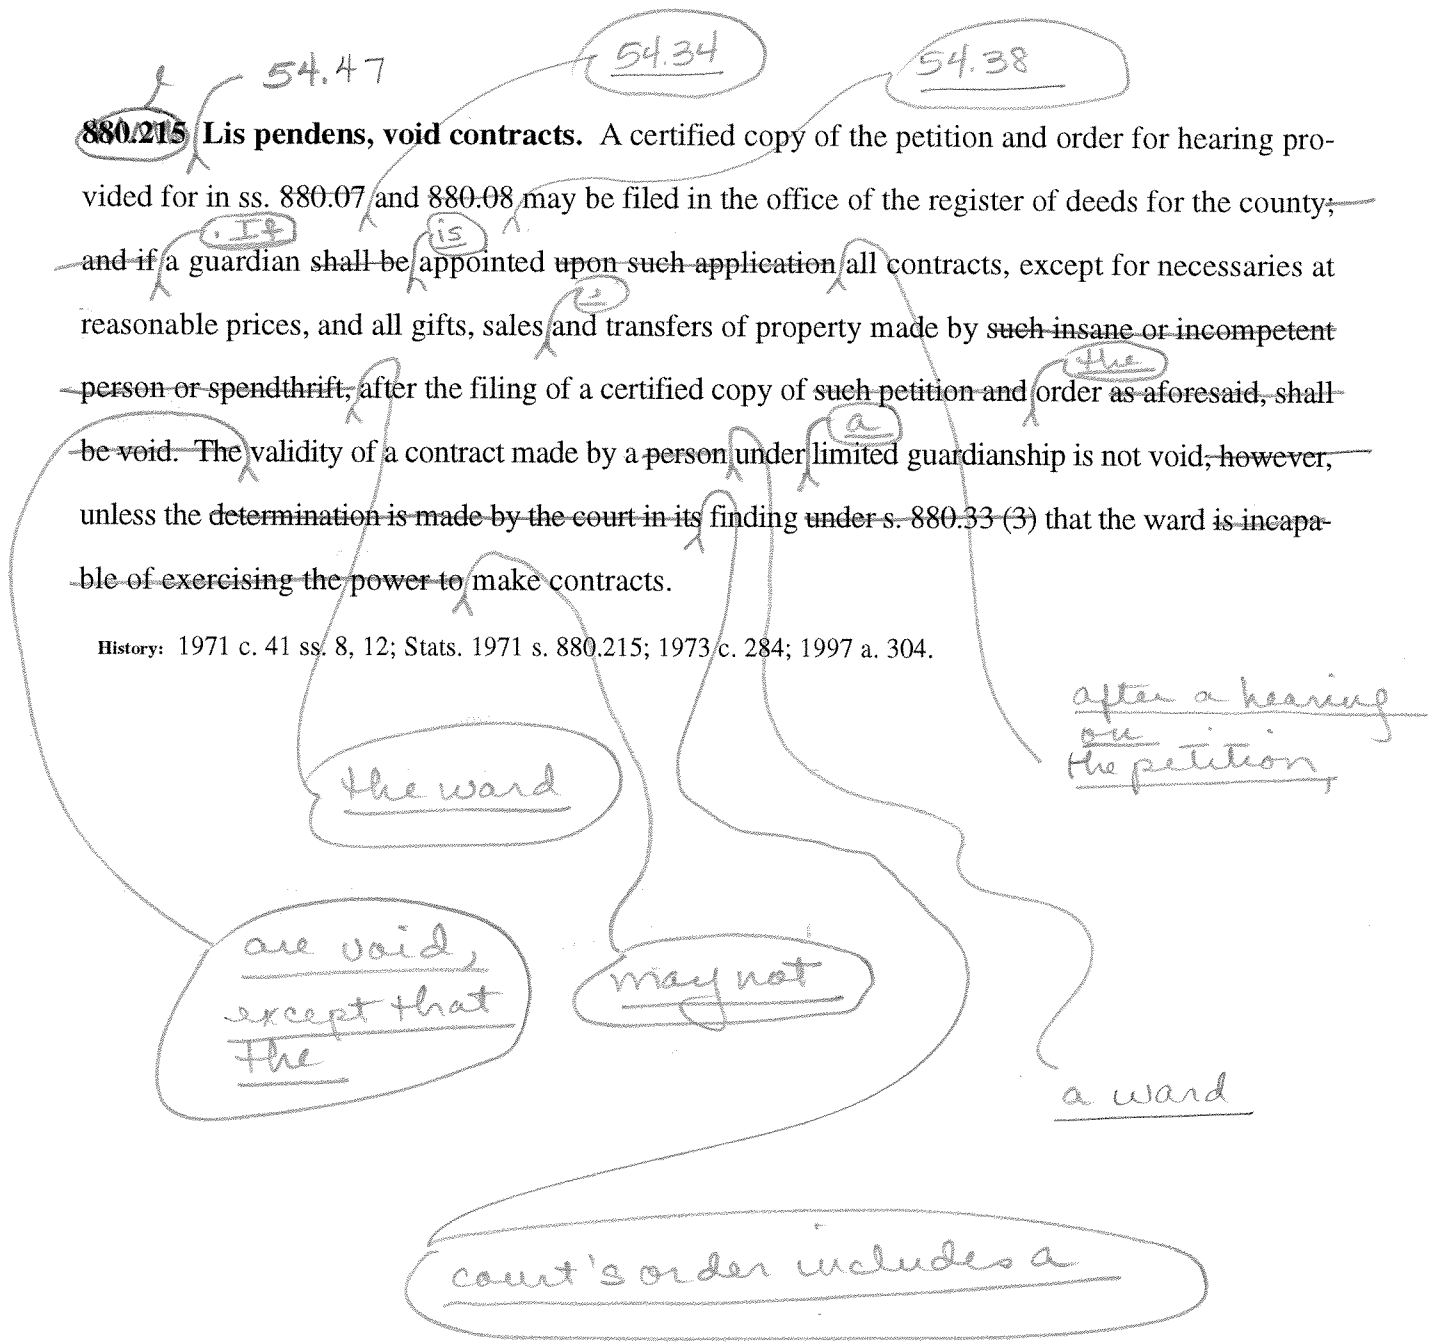 54.47
54.34
54.38
880.215 Lis pendens, void contracts. A certified copy of the petition and order for hearing pro-
vided for in ss. 880.07 and 880.08 may be filed in the office of the register of deeds for the county;
. If
is
and if a guardian shall be appointed upon such application all contracts, except for necessaries at
,
reasonable prices, and all gifts, sales and transfers of property made by such insane or incompetent
the
person or spendthrift, after the filing of a certified copy of such petition and order as aforesaid, shall
a
be void. The validity of a contract made by a person under limited guardianship is not void, however,
unless the determination is made by the court in its finding under s. 880.33 (3) that the ward is incapa-
ble of exercising the power to make contracts.
History: 1971 c. 41 ss. 8, 12; Stats. 1971 s. 880.215; 1973 c. 284; 1997 a. 304.
after a hearing
on
the petition,
the ward
are void,
except that
the
may not
a ward
court's order includes a